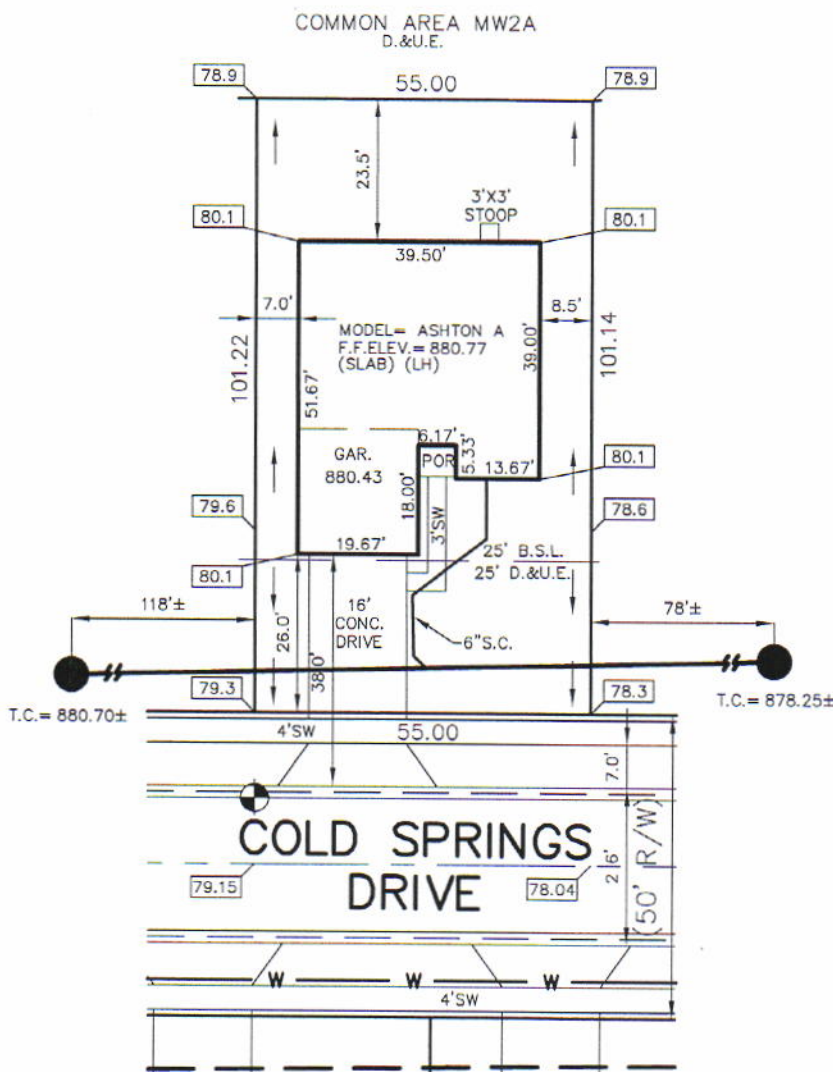 COMMON AREA MW2A
D.&U.E.
78.9
55.00
78.9
23.5'
3'X3'
STOOP
80.1
39.50'
80.1
7.0'
8.5'
MODEL= ASHTON A
F.F.ELEV.= 880.77
(SLAB) (LH)
101.22
51.67'
39.00'
101.14
6.17'
GAR.
880.43
POR
5.33'
13.67'
80.1
18.00'
3'SW
79.6
78.6
19.67'
25' B.S.L.
25' D.&U.E.
80.1
118'±
26.0'
38.0'
16'
CONC.
DRIVE
6"S.C.
78'±
T.C.= 880.70±
79.3
78.3
T.C.= 878.25±
4'SW
55.00
7.0'
COLD SPRINGS
DRIVE
79.15
78.04
26'
(50' R/W)
W
W
W
4'SW